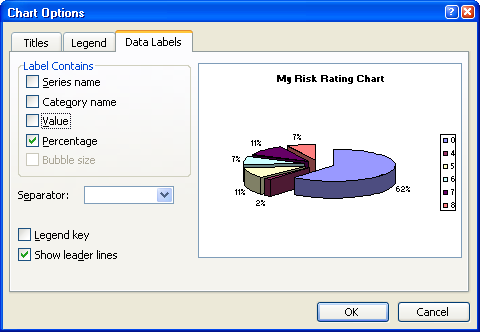 Chart Options
Titles
Legend
Data Labels
Label Contains
Series name
Category name
Value
Percentage
Bubble size
Separator:
Legend key
Show leader lines
My Risk Rating Chart
7%
11%
7%
11%
2%
62%
0
4
5
6
7
8
OK
Cancel